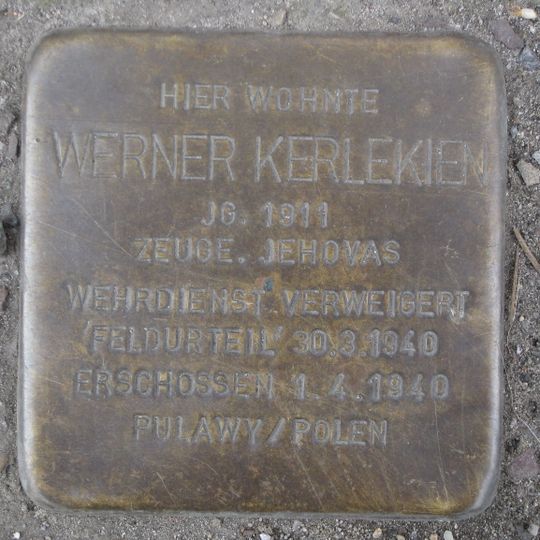 HIER WOHNTE
WERNER KERLEKIEN
JG. 1911
ZEUGE. JEHOVAS
WEHRDIENST VERWEIGERT
'FELDURTEIL' 30.3.1940
ERSCHOSSEN 1.4.1940
PULAWY/POLEN